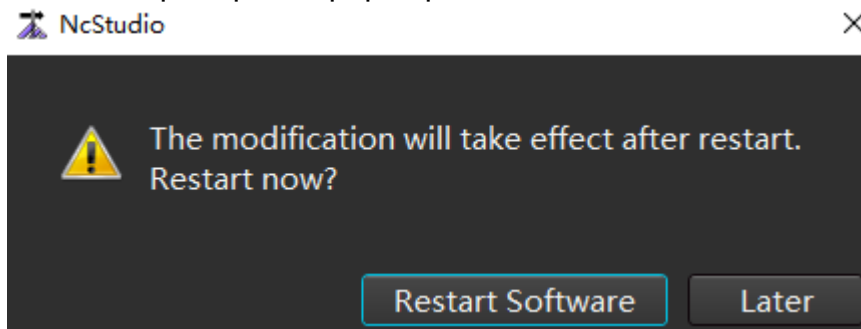 NcStudio
The modification will take effect after restart.
Restart now?
Restart Software
Later